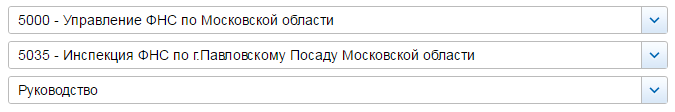 5000 - Управление ФНС по Московской области
5035 - Инспекция ФНС по г.Павловскому Посаду Московской области
Руководство